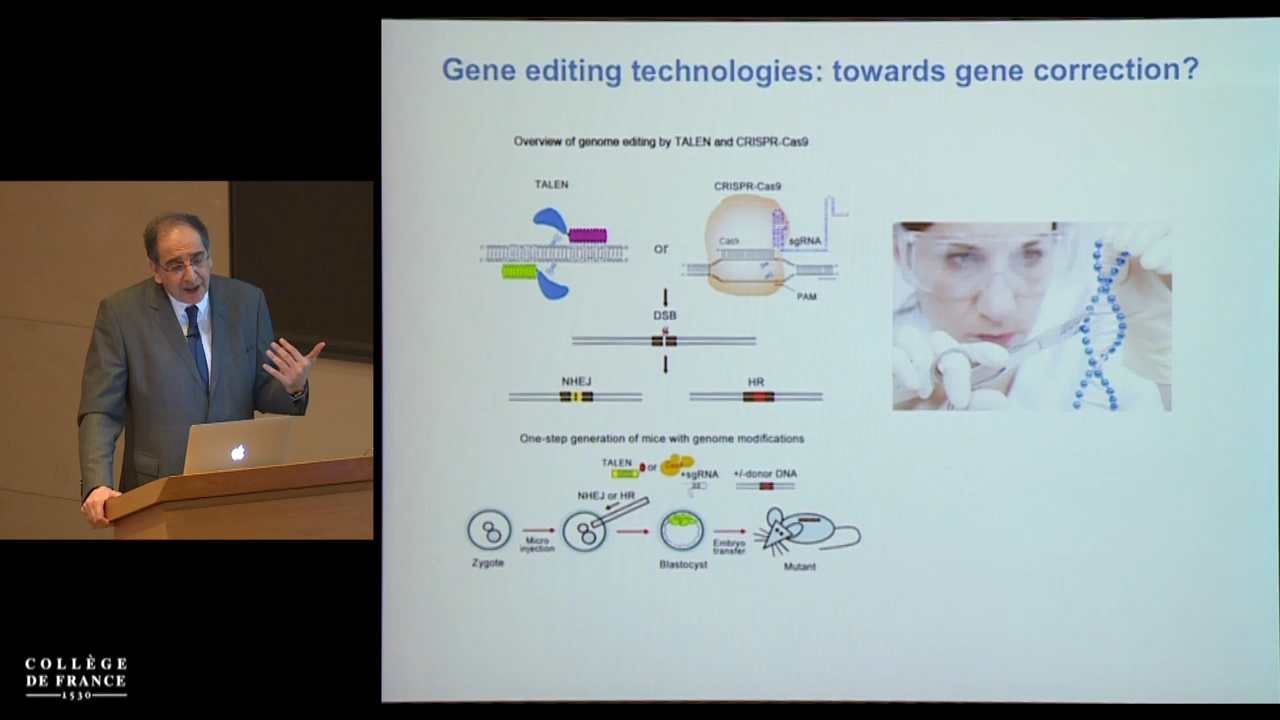 Gene editing technologies: towards gene correction?
Overview of genome editing by TALEN and CRISPR-Cas9
TALEN
CRISPR-Cas9
Cas9
sgRNA
or
PAM
DSB
NHEJ
HR
One-step generation of mice with genome modifications
TALEN
or
Cas9
+sgRNA
+/-donor DNA
NHEJ or HR
Micro
injection
Embryo
transfer
Zygote
Blastocyst
Mutant
COLLÈGE
DE FRANCE
1530